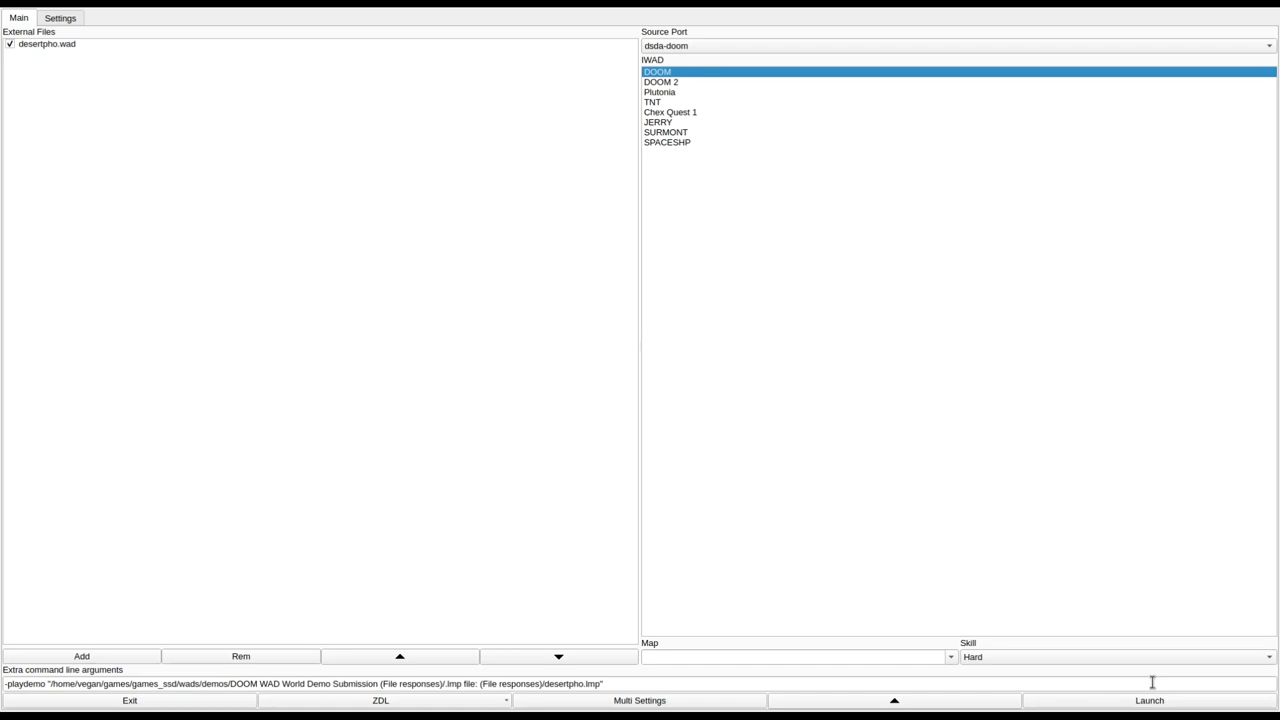 Main Settings
External Files
desertpho.wad
Source Port
dsda-doom
IWAD
DOOM
DOOM 2
Plutonia
TNT
Chex Quest 1
JERRY
SURMONT
SPACESHP
Map
Skill
Hard
Add Rem
Extra command line arguments
-playdemo "/home/vegan/games/games_ssd/wads/demos/DOOM WAD World Demo Submission (File responses)/.lmp file: (File responses)/desertpho.lmp"
Exit ZDL Multi Settings Launch